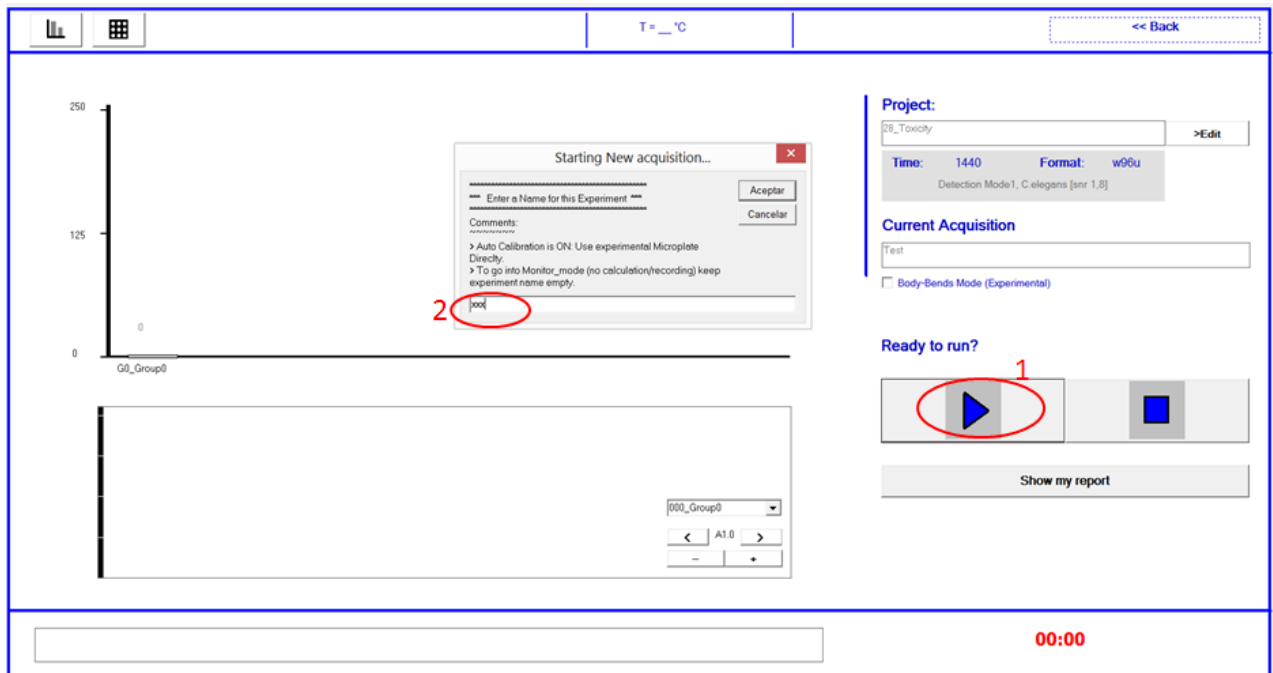 T = __ °C
<< Back
250
125
0
0
G0_Group0
Starting New acquisition...
*** Enter a Name for this Experiment ***
Aceptar
Cancelar
Comments:
~~~~~~~
> Auto Calibration is ON: Use experimental Microplate
Direclty.
> To go into Monitor_mode (no calculation/recording) keep
experiment name empty.
xxx
2
Project:
28_Toxicity
>Edit
Time: 1440 Format: w96u
Detection Mode1, C.elegans [snr 1,8]
Current Acquisition
Test
Body-Bends Mode (Experimental)
Ready to run?
1
Show my report
000_Group0
< A1.0 >
- +
00:00